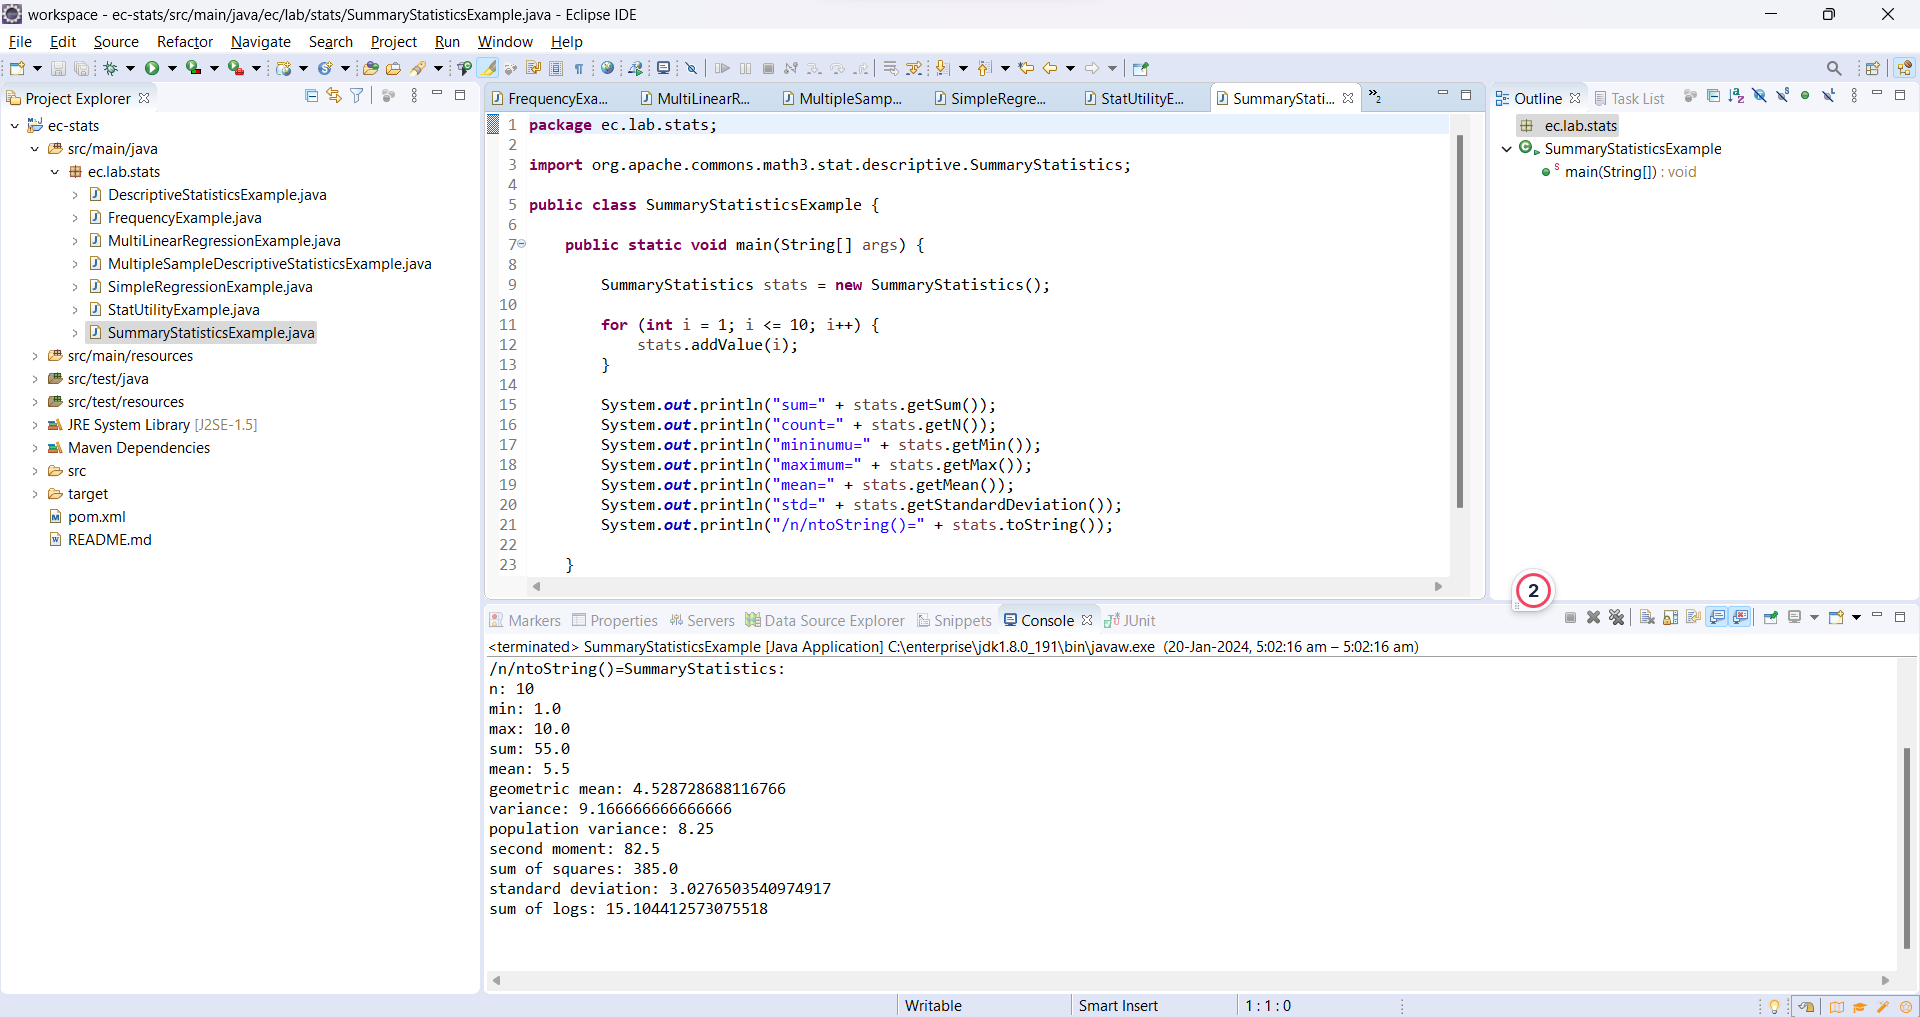 workspace - ec-stats/src/main/java/ec/lab/stats/SummaryStatisticsExample.java - Eclipse IDE
File Edit Source Refactor Navigate Search Project Run Window Help
Project Explorer
ec-stats
src/main/java
ec.lab.stats
DescriptiveStatisticsExample.java
FrequencyExample.java
MultiLinearRegressionExample.java
MultipleSampleDescriptiveStatisticsExample.java
SimpleRegressionExample.java
StatUtilityExample.java
SummaryStatisticsExample.java
src/main/resources
src/test/java
src/test/resources
JRE System Library [J2SE-1.5]
Maven Dependencies
src
target
pom.xml
README.md
FrequencyExa... MultiLinearR... MultipleSamp... SimpleRegre... StatUtilityE... SummaryStati... »2
1 package ec.lab.stats;
2
3 import org.apache.commons.math3.stat.descriptive.SummaryStatistics;
4
5 public class SummaryStatisticsExample {
6
7 public static void main(String[] args) {
8
9 SummaryStatistics stats = new SummaryStatistics();
10
11 for (int i = 1; i <= 10; i++) {
12 stats.addValue(i);
13 }
14
15 System.out.println("sum=" + stats.getSum());
16 System.out.println("count=" + stats.getN());
17 System.out.println("mininumu=" + stats.getMin());
18 System.out.println("maximum=" + stats.getMax());
19 System.out.println("mean=" + stats.getMean());
20 System.out.println("std=" + stats.getStandardDeviation());
21 System.out.println("/n/ntoString()=" + stats.toString());
22
23 }
Outline Task List
ec.lab.stats
SummaryStatisticsExample
main(String[]) : void
2
Markers Properties Servers Data Source Explorer Snippets Console JUnit
<terminated> SummaryStatisticsExample [Java Application] C:\enterprise\jdk1.8.0_191\bin\javaw.exe (20-Jan-2024, 5:02:16 am – 5:02:16 am)
/n/ntoString()=SummaryStatistics:
n: 10
min: 1.0
max: 10.0
sum: 55.0
mean: 5.5
geometric mean: 4.528728688116766
variance: 9.166666666666666
population variance: 8.25
second moment: 82.5
sum of squares: 385.0
standard deviation: 3.0276503540974917
sum of logs: 15.104412573075518
Writable Smart Insert 1 : 1 : 0